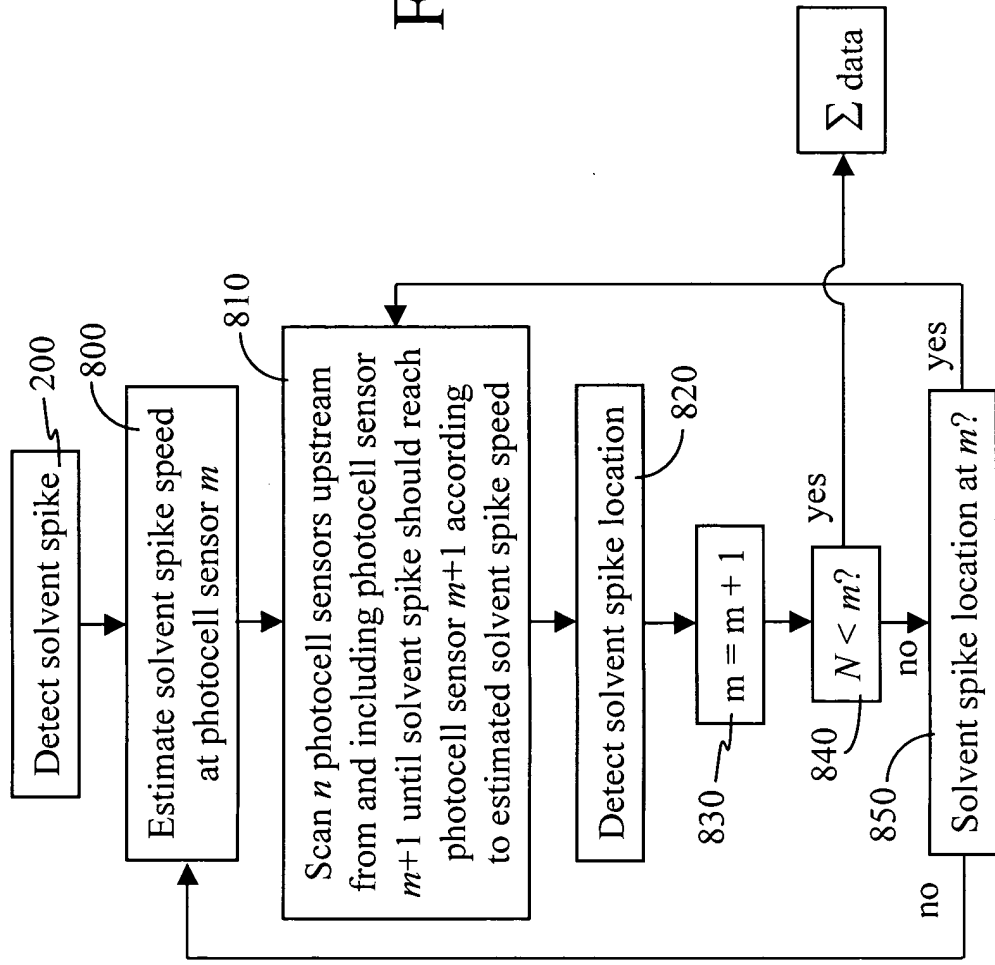 Detect solvent spike
200
Estimate solvent spike speed
at photocell sensor m
800
Scan n photocell sensors upstream
from and including photocell sensor
m+1 until solvent spike should reach
photocell sensor m+1 according
to estimated solvent spike speed
810
Detect solvent spike location
820
m = m + 1
830
N < m?
840
yes
no
Σ data
Solvent spike location at m?
850
no
yes